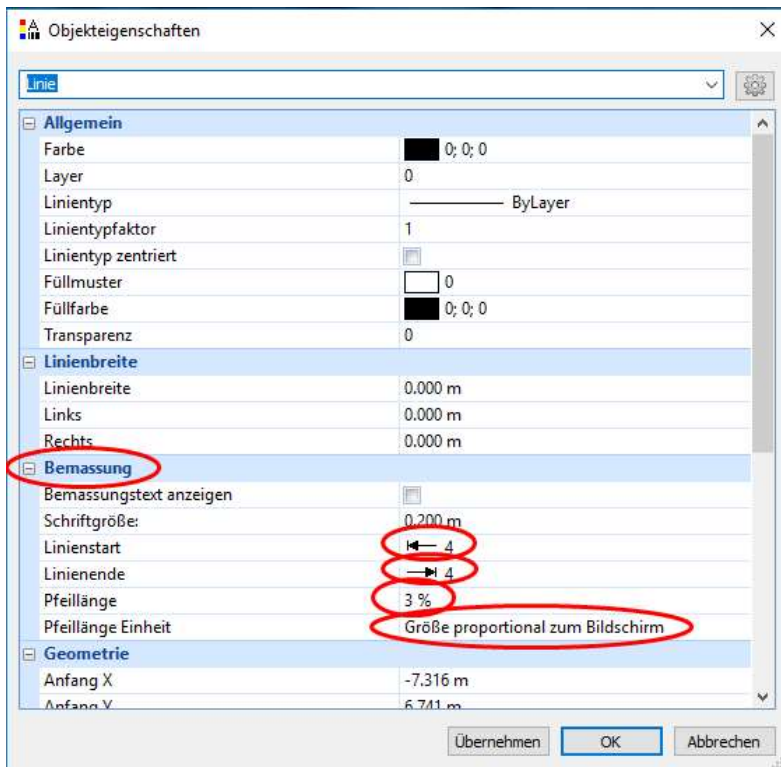 Objekteigenschaften
Linie
Allgemein
Farbe 0; 0; 0
Layer 0
Linientyp ByLayer
Linientypfaktor 1
Linientyp zentriert
Füllmuster 0
Füllfarbe 0; 0; 0
Transparenz 0
Linienbreite
Linienbreite 0.000 m
Links 0.000 m
Rechts 0.000 m
Bemassung
Bemassungstext anzeigen
Schriftgröße: 0.200 m
Linienstart 4
Linienende 4
Pfeillänge 3 %
Pfeillänge Einheit Größe proportional zum Bildschirm
Geometrie
Anfang X -7.316 m
Anfang Y 6.741 m
Übernehmen OK Abbrechen